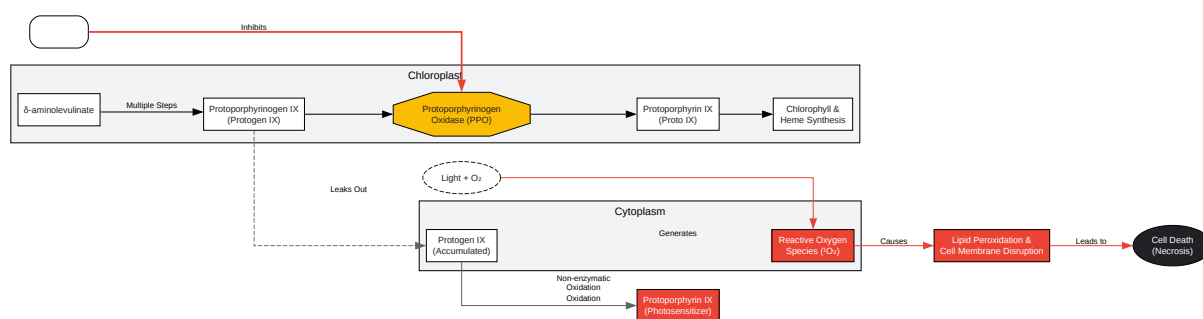 Inhibits
Chloroplast
δ-aminolevulinate
Multiple Steps
Protoporphyrinogen IX
(Protogen IX)
Protoporphyrinogen
Oxidase (PPO)
Protoporphyrin IX
(Proto IX)
Chlorophyll &
Heme Synthesis
Leaks Out
Light + O₂
Cytoplasm
Protogen IX
(Accumulated)
Generates
Reactive Oxygen
Species (¹O₂)
Causes
Lipid Peroxidation &
Cell Membrane Disruption
Leads to
Cell Death
(Necrosis)
Non-enzymatic
Oxidation
Oxidation
Protoporphyrin IX
(Photosensitizer)